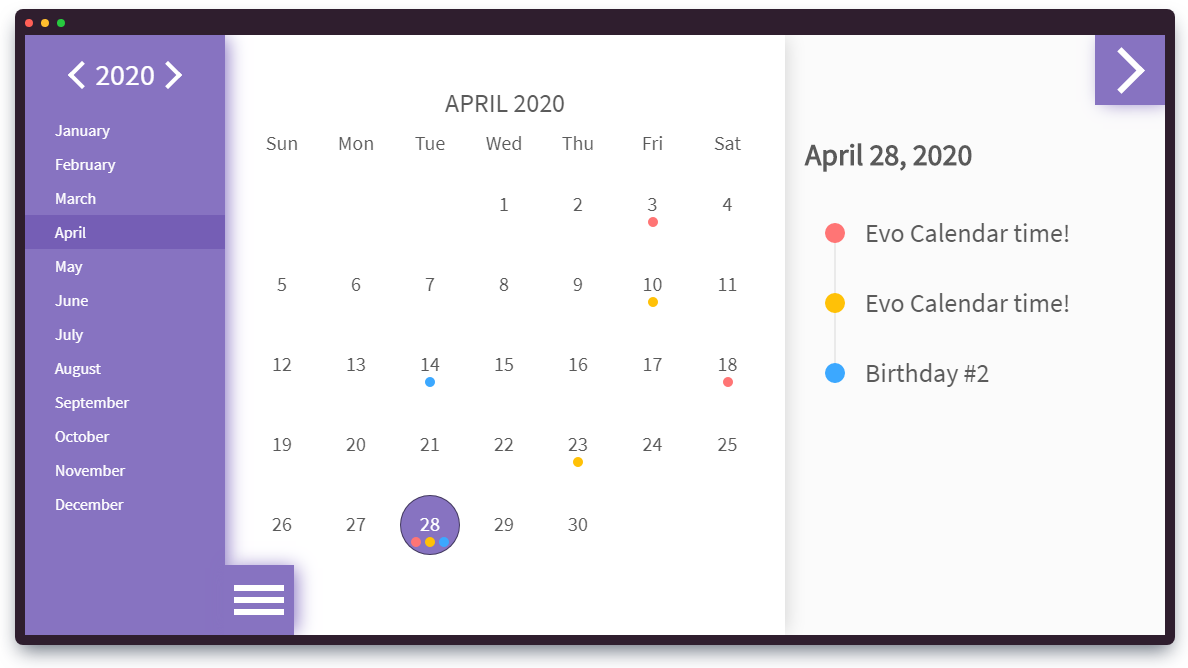 2020
January
February
March
April
May
June
July
August
September
October
November
December
APRIL 2020
Sun Mon Tue Wed Thu Fri Sat
1 2 3 4
5 6 7 8 9 10 11
12 13 14 15 16 17 18
19 20 21 22 23 24 25
26 27 28 29 30
April 28, 2020
Evo Calendar time!
Evo Calendar time!
Birthday #2